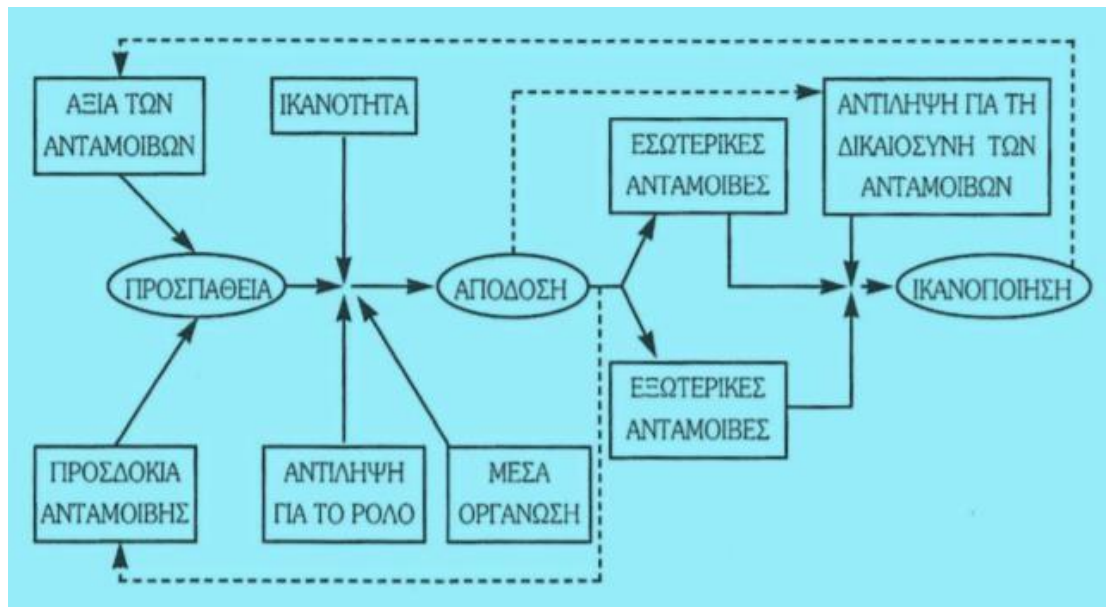 ΑΞΙΑ ΤΩΝ
ΑΝΤΑΜΟΙΒΩΝ
ΙΚΑΝΟΤΗΤΑ
ΕΣΩΤΕΡΙΚΕΣ
ΑΝΤΑΜΟΙΒΕΣ
ΑΝΤΙΛΗΨΗ ΓΙΑ ΤΗ
ΔΙΚΑΙΟΣΥΝΗ ΤΩΝ
ΑΝΤΑΜΟΙΒΩΝ
ΠΡΟΣΠΑΘΕΙΑ
ΑΠΟΔΟΣΗ
ΙΚΑΝΟΠΟΙΗΣΗ
ΕΞΩΤΕΡΙΚΕΣ
ΑΝΤΑΜΟΙΒΕΣ
ΠΡΟΣΔΟΚΙΑ
ΑΝΤΑΜΟΙΒΗΣ
ΑΝΤΙΛΗΨΗ
ΓΙΑ ΤΟ ΡΟΛΟ
ΜΕΣΑ
ΟΡΓΑΝΩΣΗ